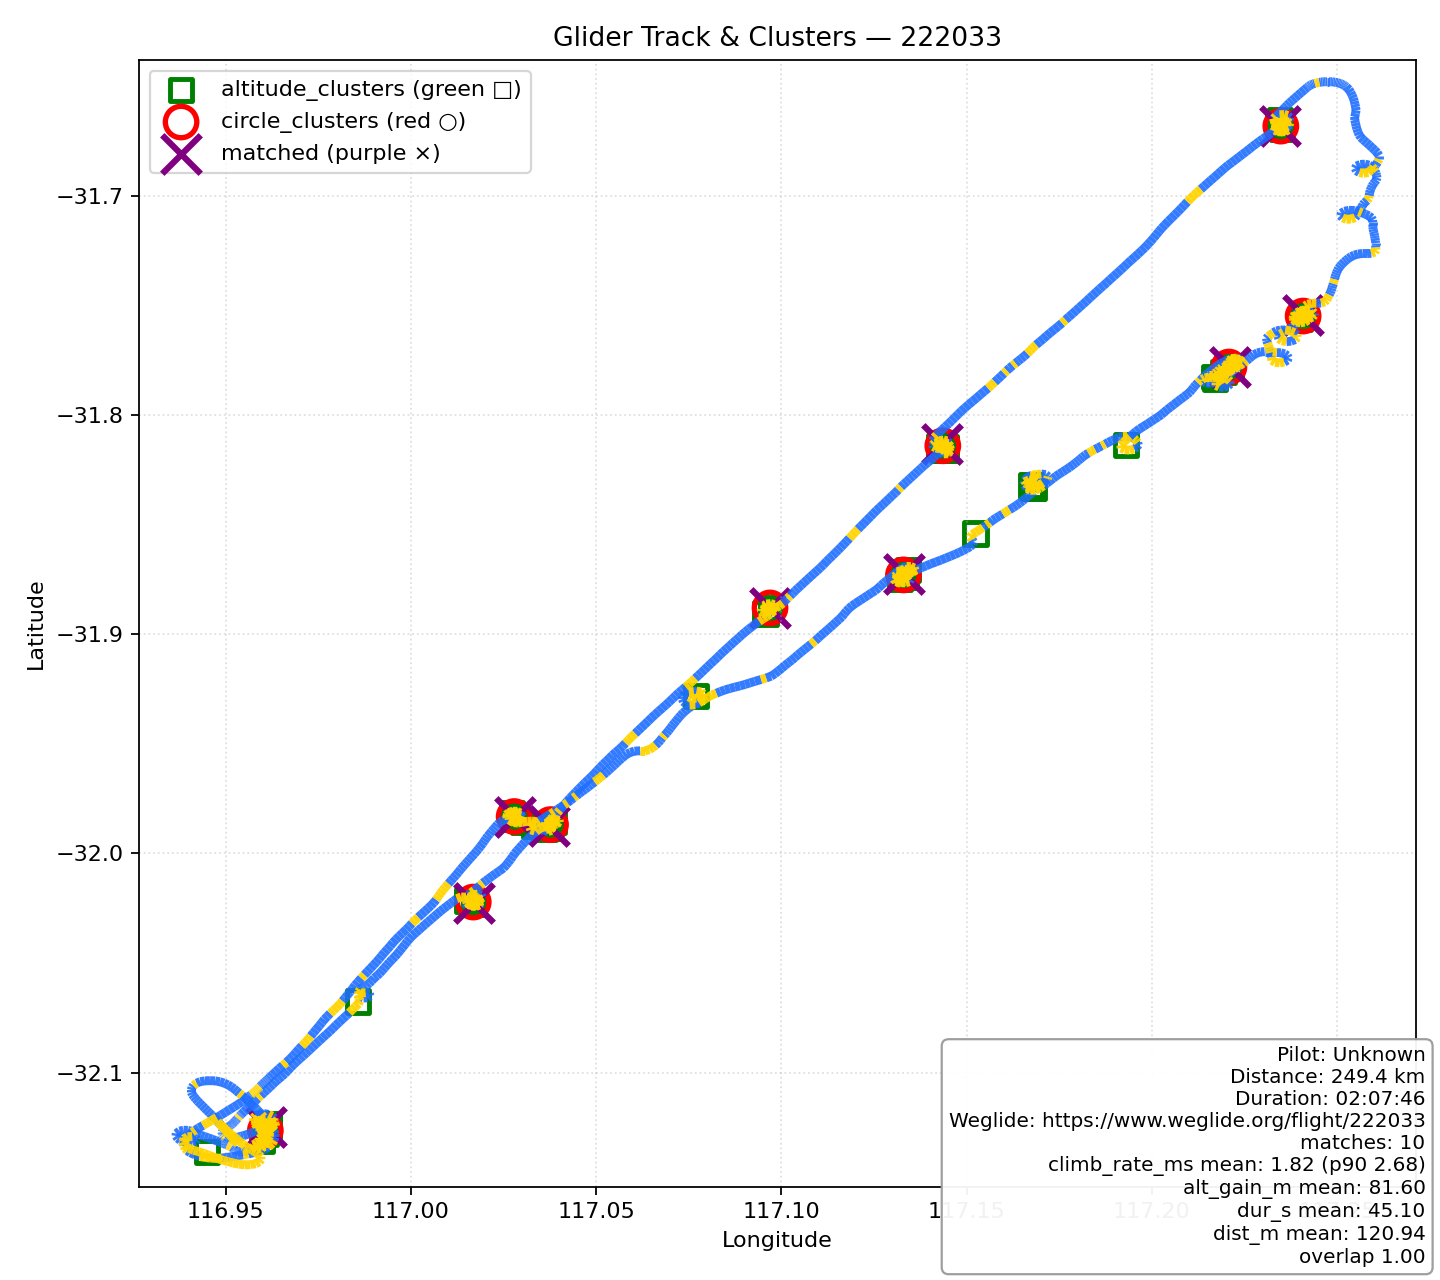 Glider Track & Clusters — 222033
altitude_clusters (green □)
circle_clusters (red ○)
matched (purple ×)
−31.7
−31.8
−31.9
−32.0
−32.1
Latitude
116.95
117.00
117.05
117.10
117.15
117.20
Longitude
Pilot: Unknown
Distance: 249.4 km
Duration: 02:07:46
Weglide: https://www.weglide.org/flight/222033
matches: 10
climb_rate_ms mean: 1.82 (p90 2.68)
alt_gain_m mean: 81.60
dur_s mean: 45.10
dist_m mean: 120.94
overlap 1.00